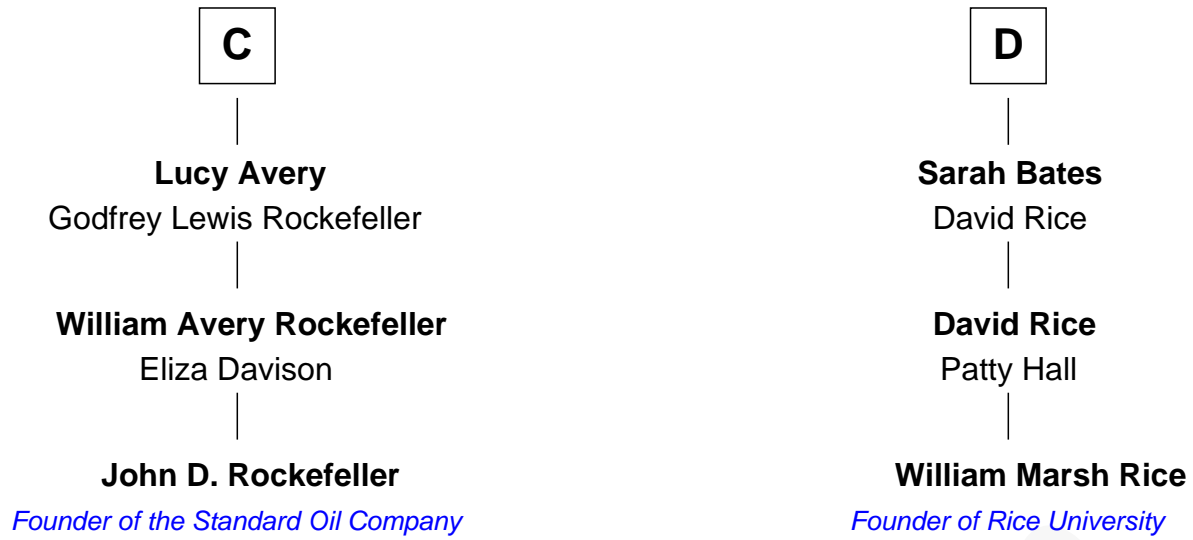 C
Lucy Avery
Godfrey Lewis Rockefeller
William Avery Rockefeller
Eliza Davison
John D. Rockefeller
Founder of the Standard Oil Company
D
Sarah Bates
David Rice
David Rice
Patty Hall
William Marsh Rice
Founder of Rice University